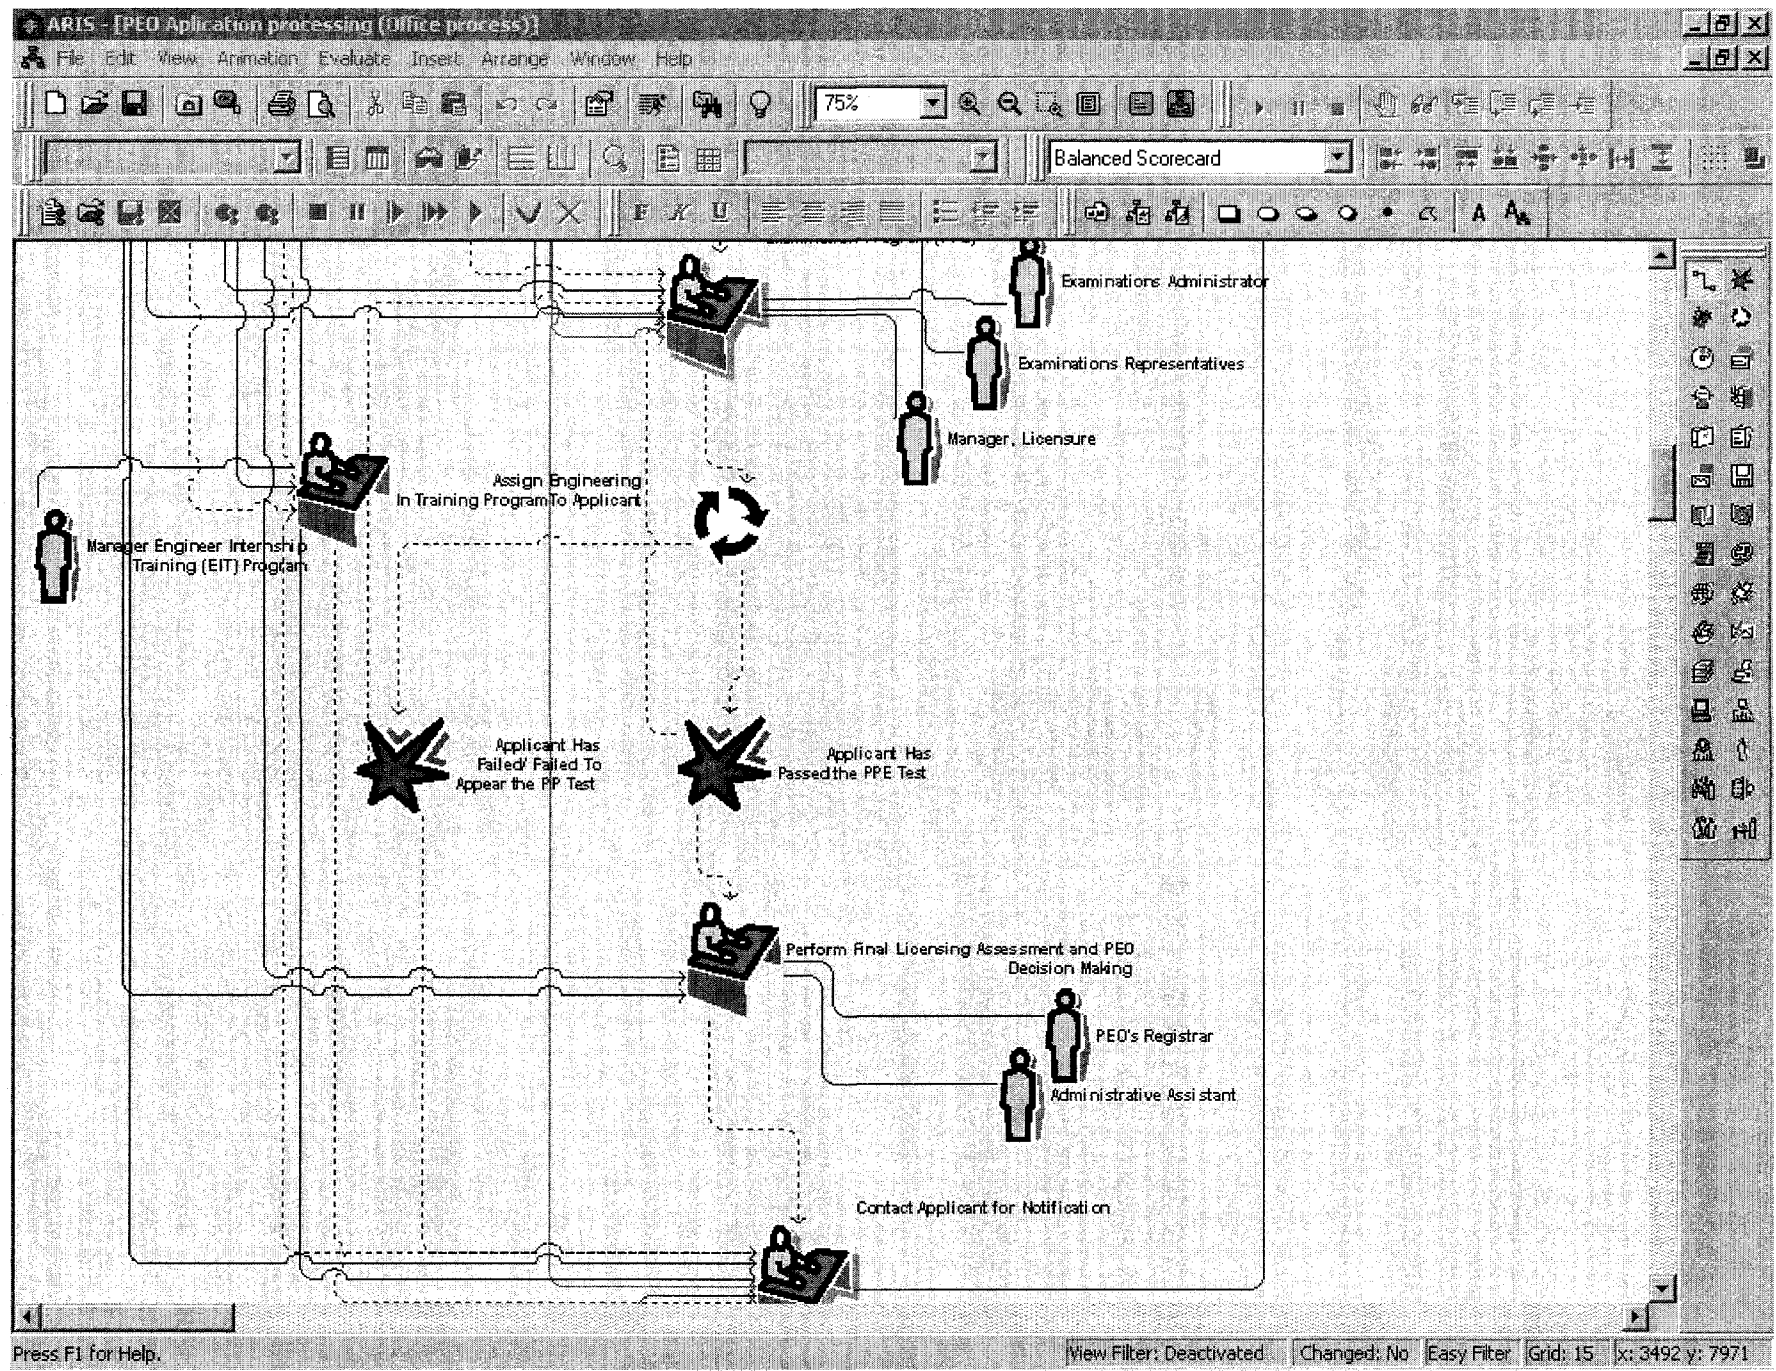 ARIS - [PEO Aplication processing (Office process)]
File Edit View Animation Evaluate Insert Arrange Window Help
75%
Balanced Scorecard
F K U
A A
Examinations Administrator
Examinations Representatives
Manager, Licensure
Assign Engineering
In Training Program To Applicant
Manager Engineer Internship
Training (EIT) Program
Applicant Has
Failed/ Failed To
Appear the PP Test
Applicant Has
Passed the PPE Test
Perform Final Licensing Assessment and PEO
Decision Making
PEO's Registrar
Administrative Assistant
Contact Applicant for Notification
Press F1 for Help.
View Filter: Deactivated Changed: No Easy Filter Grid: 15 x: 3492 y: 7971